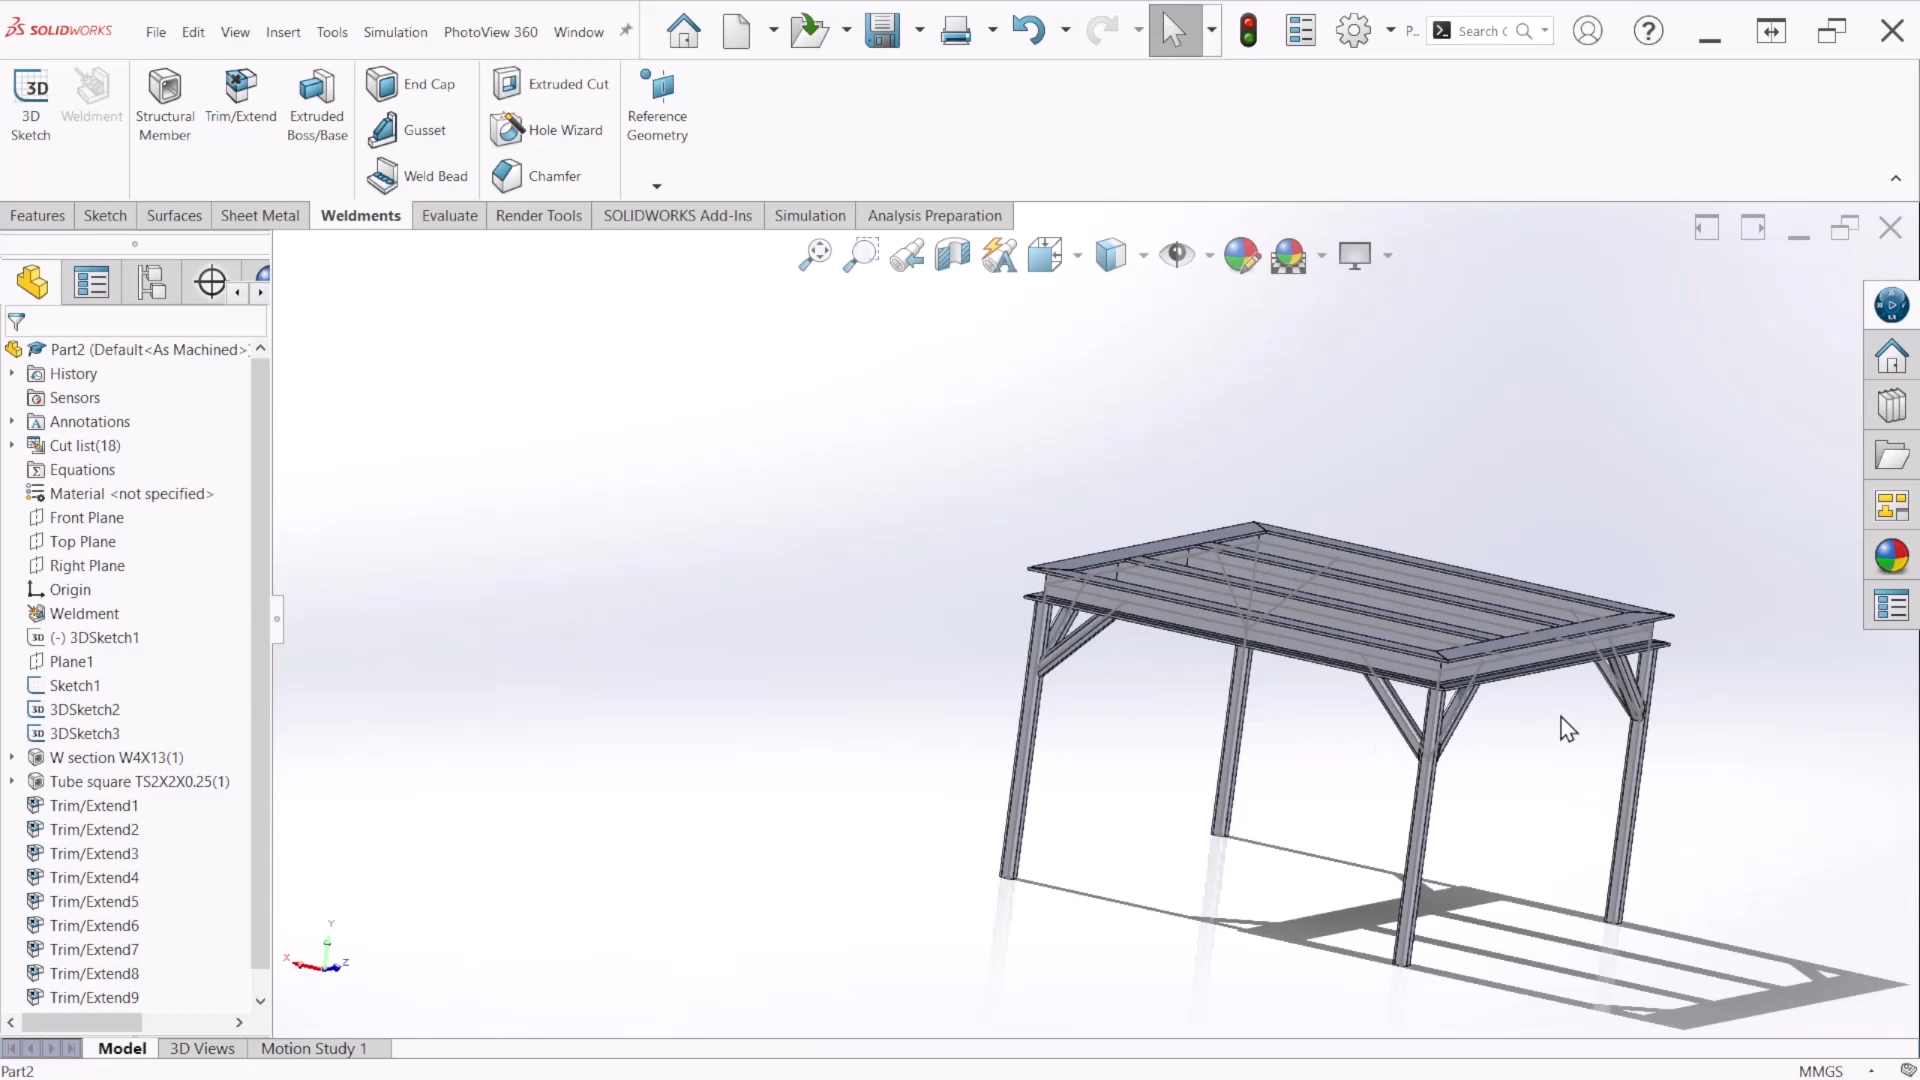 SOLIDWORKS File Edit View Insert Tools Simulation PhotoView 360 Window P... Search C
3D Sketch
Weldment
Structural Member
Trim/Extend
Extruded Boss/Base
End Cap
Gusset
Weld Bead
Extruded Cut
Hole Wizard
Chamfer
Reference Geometry
Features Sketch Surfaces Sheet Metal Weldments Evaluate Render Tools SOLIDWORKS Add-Ins Simulation Analysis Preparation
Part2 (Default<As Machined>)
History
Sensors
Annotations
Cut list(18)
Equations
Material <not specified>
Front Plane
Top Plane
Right Plane
Origin
Weldment
(-) 3DSketch1
Plane1
Sketch1
3DSketch2
3DSketch3
W section W4X13(1)
Tube square TS2X2X0.25(1)
Trim/Extend1
Trim/Extend2
Trim/Extend3
Trim/Extend4
Trim/Extend5
Trim/Extend6
Trim/Extend7
Trim/Extend8
Trim/Extend9
Y
X
Z
Model 3D Views Motion Study 1
Part2 MMGS